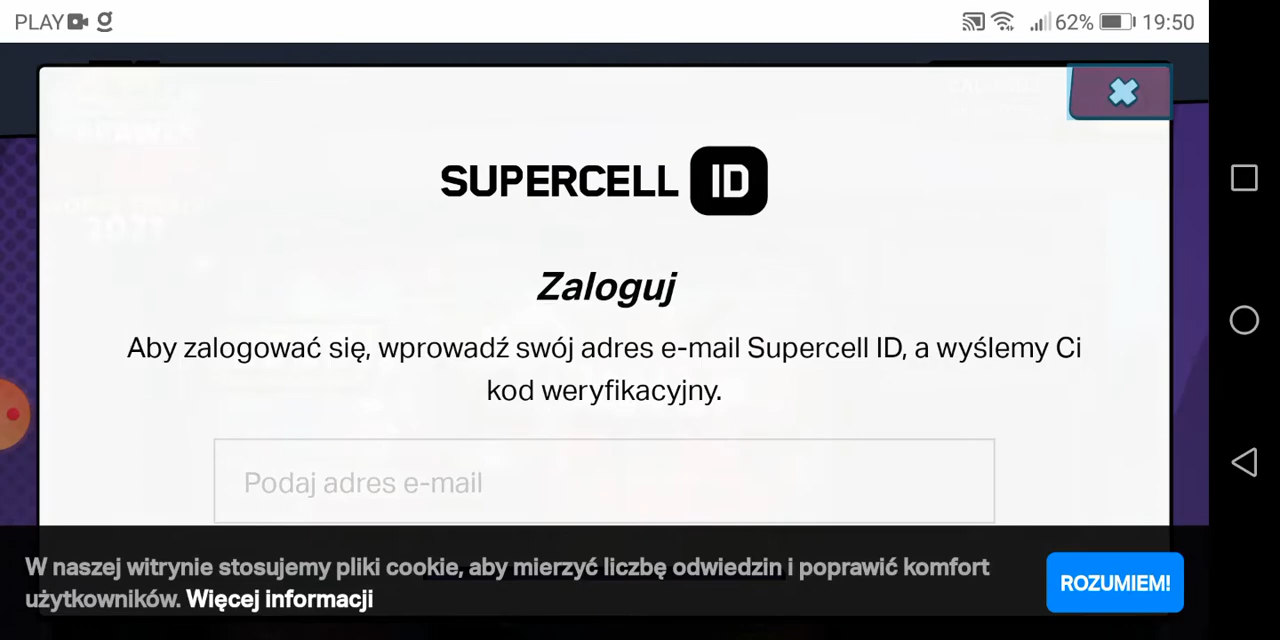 PLAY 62% 19:50
SUPERCELL ID
Zaloguj
Aby zalogować się, wprowadź swój adres e-mail Supercell ID, a wyślemy Ci
kod weryfikacyjny.
Podaj adres e-mail
W naszej witrynie stosujemy pliki cookie, aby mierzyć liczbę odwiedzin i poprawić komfort
użytkowników. Więcej informacji
ROZUMIEM!